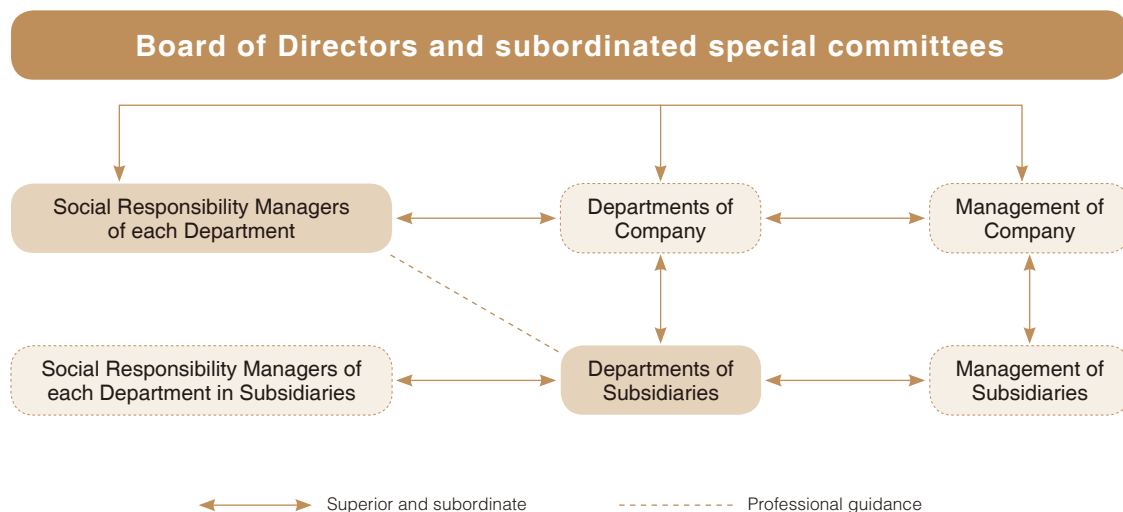 Board of Directors and subordinated special committees
Social Responsibility Managers
of each Department
Departments of
Company
Management of
Company
Social Responsibility Managers of
each Department in Subsidiaries
Departments of
Subsidiaries
Management of
Subsidiaries
Superior and subordinate
Professional guidance